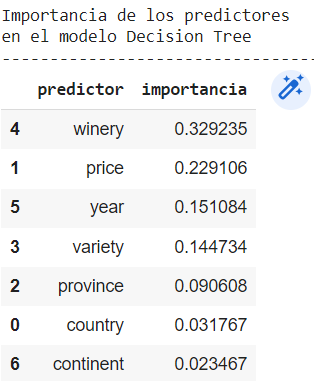 Importancia de los predictores
en el modelo Decision Tree
-------------------------------------
predictor importancia
4 winery 0.329235
1 price 0.229106
5 year 0.151084
3 variety 0.144734
2 province 0.090608
0 country 0.031767
6 continent 0.023467